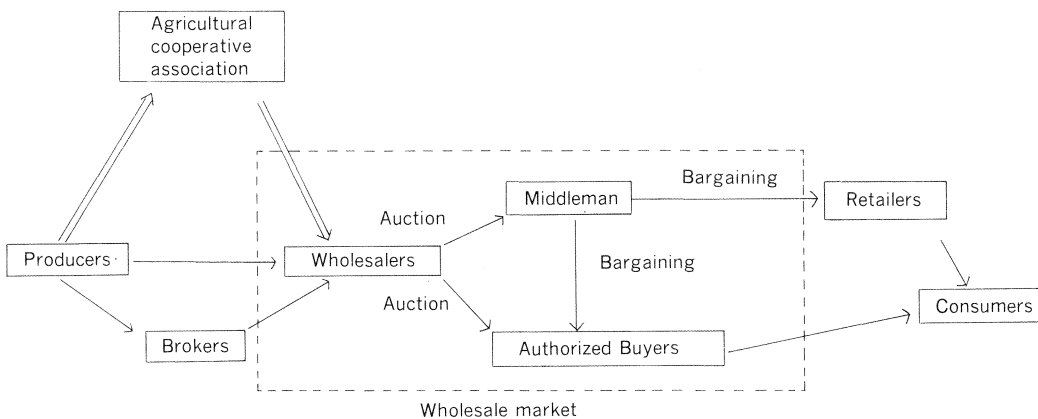 Agricultural
cooperative
association
Bargaining
Middleman
Retailers
Auction
Producers
Wholesalers
Bargaining
Auction
Consumers
Brokers
Authorized Buyers
Wholesale market